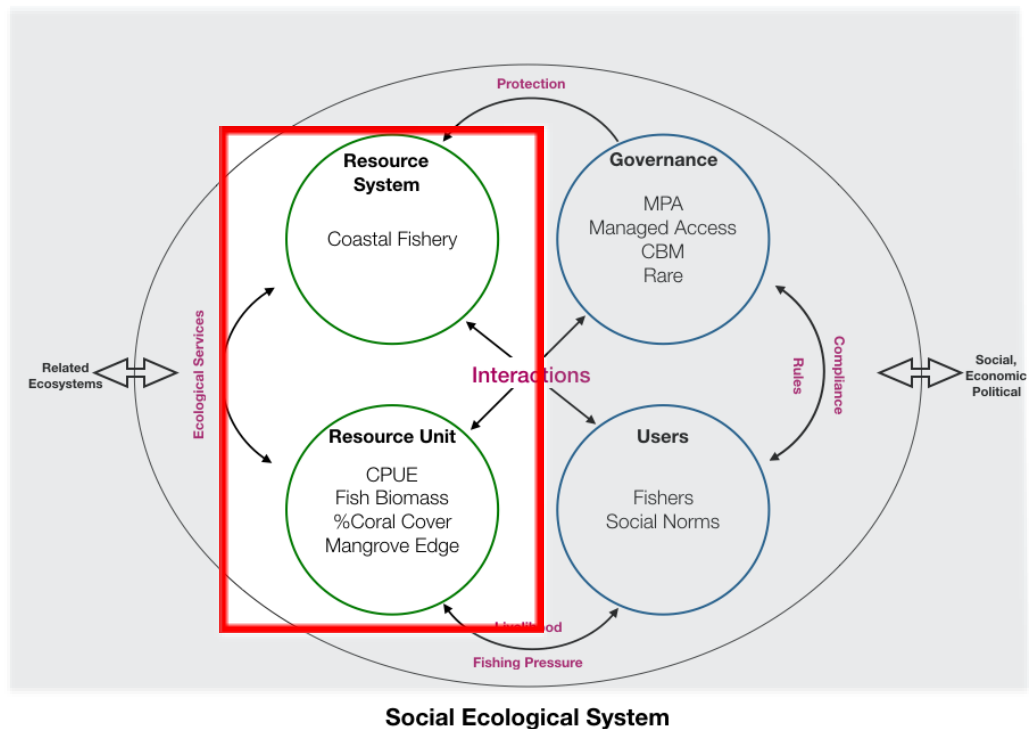 Protection
Resource
System
Coastal Fishery
Governance
MPA
Managed Access
CBM
Rare
Ecological Services
Related
Ecosystems
Interactions
Rules
Compliance
Social,
Economic
Political
Resource Unit
CPUE
Fish Biomass
%Coral Cover
Mangrove Edge
Users
Fishers
Social Norms
Livelihood
Fishing Pressure
Social Ecological System